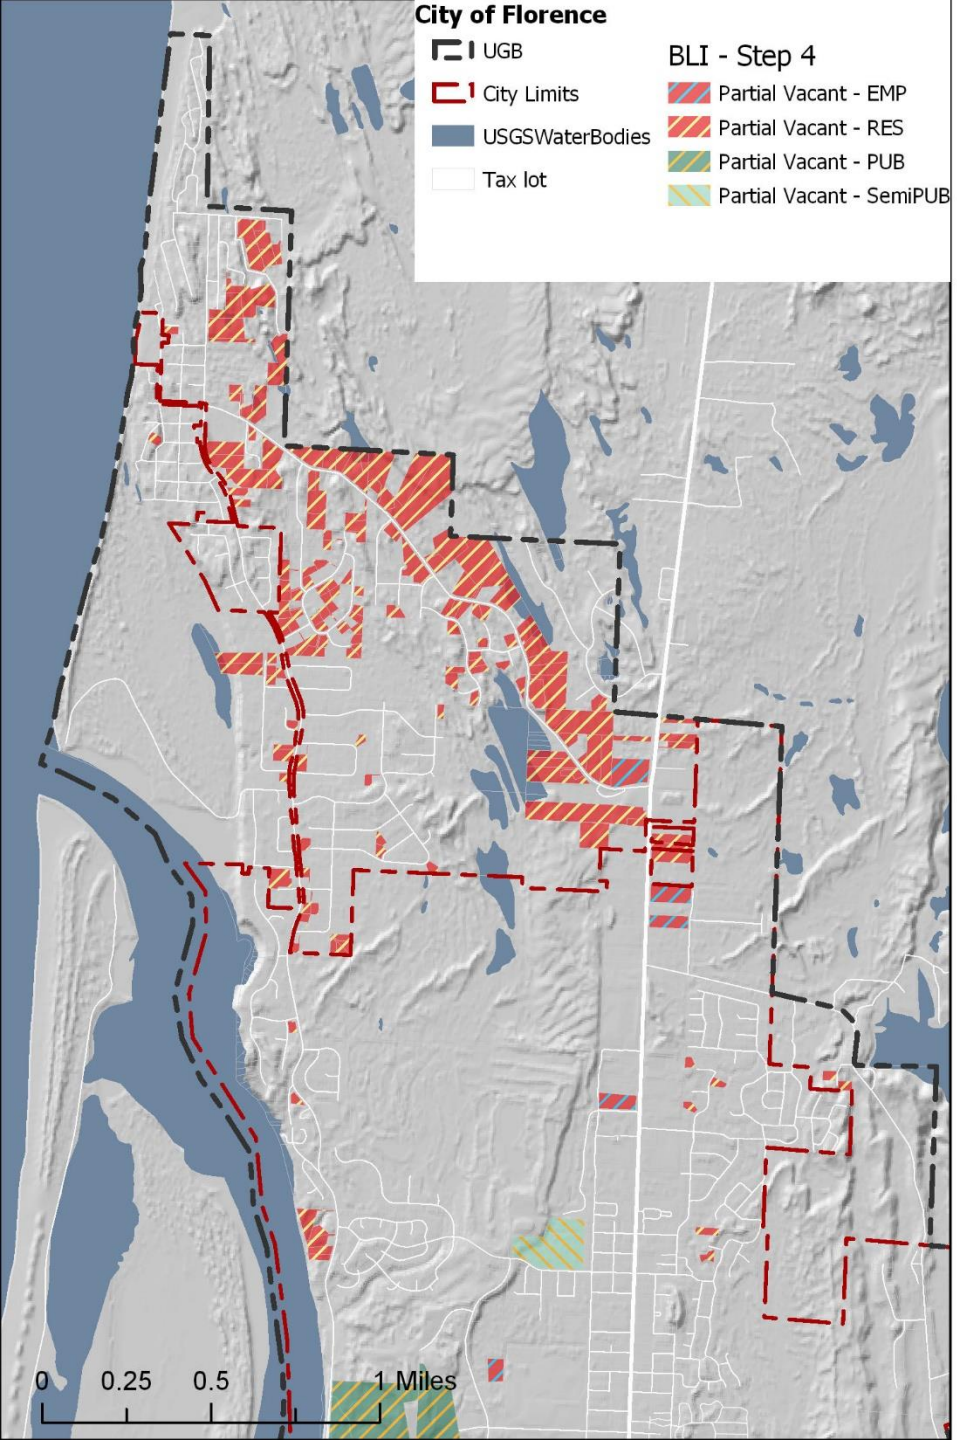 City of Florence
UGB
City Limits
USGSWaterBodies
Tax lot
BLI - Step 4
Partial Vacant - EMP
Partial Vacant - RES
Partial Vacant - PUB
Partial Vacant - SemiPUB
0 0.25 0.5 1 Miles